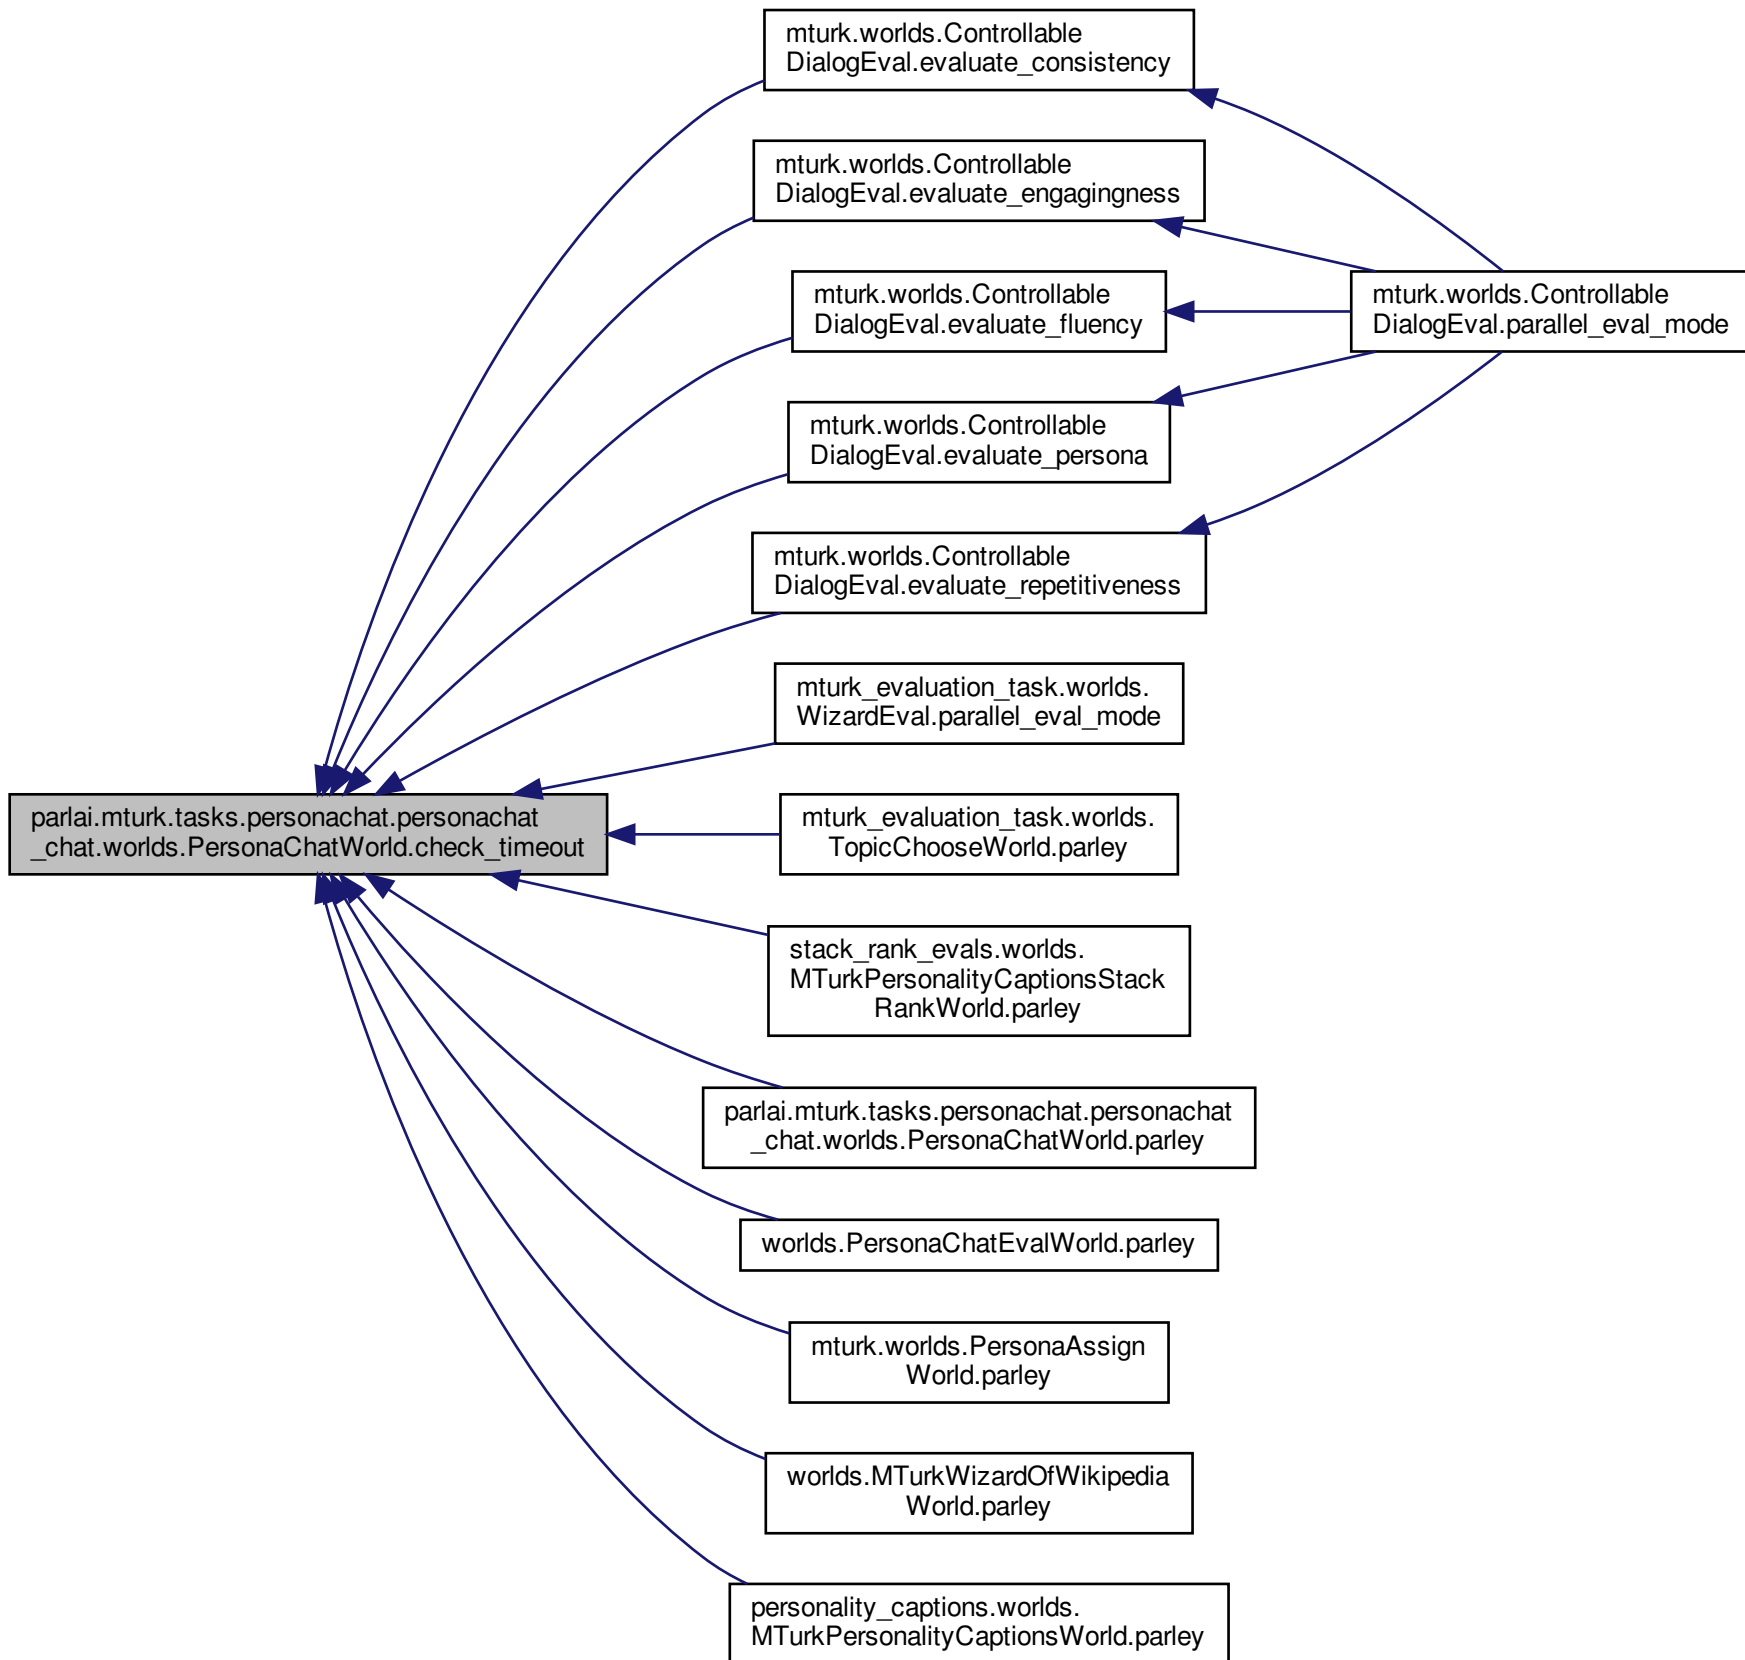 mturk.worlds.Controllable
DialogEval.evaluate_consistency
mturk.worlds.Controllable
DialogEval.evaluate_engagingness
mturk.worlds.Controllable
DialogEval.evaluate_fluency
mturk.worlds.Controllable
DialogEval.parallel_eval_mode
mturk.worlds.Controllable
DialogEval.evaluate_persona
mturk.worlds.Controllable
DialogEval.evaluate_repetitiveness
mturk_evaluation_task.worlds.
WizardEval.parallel_eval_mode
parlai.mturk.tasks.personachat.personachat
_chat.worlds.PersonaChatWorld.check_timeout
mturk_evaluation_task.worlds.
TopicChooseWorld.parley
stack_rank_evals.worlds.
MTurkPersonalityCaptionsStack
RankWorld.parley
parlai.mturk.tasks.personachat.personachat
_chat.worlds.PersonaChatWorld.parley
worlds.PersonaChatEvalWorld.parley
mturk.worlds.PersonaAssign
World.parley
worlds.MTurkWizardOfWikipedia
World.parley
personality_captions.worlds.
MTurkPersonalityCaptionsWorld.parley